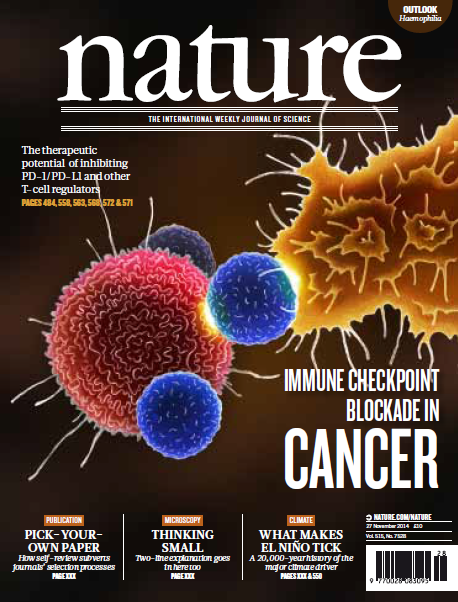 OUTLOOK
Haemophilia
nature
THE INTERNATIONAL WEEKLY JOURNAL OF SCIENCE
The therapeutic
potential of inhibiting
PD-1/PD-L1 and other
T-cell regulators
PAGES 484, 558, 563, 568, 572 & 571
IMMUNE CHECKPOINT
BLOCKADE IN
CANCER
PUBLICATION
PICK-YOUR-
OWN PAPER
How self-review subverts
journals' selection processes
PAGE XXX
MICROSCOPY
THINKING
SMALL
Two-line explanation goes
in here too
PAGE XXX
CLIMATE
WHAT MAKES
EL NIÑO TICK
A 20,000-year history of the
major climate driver
PAGES XXX & 550
NATURE.COM/NATURE
27 November 2014 £10
Vol. 515, No. 7528